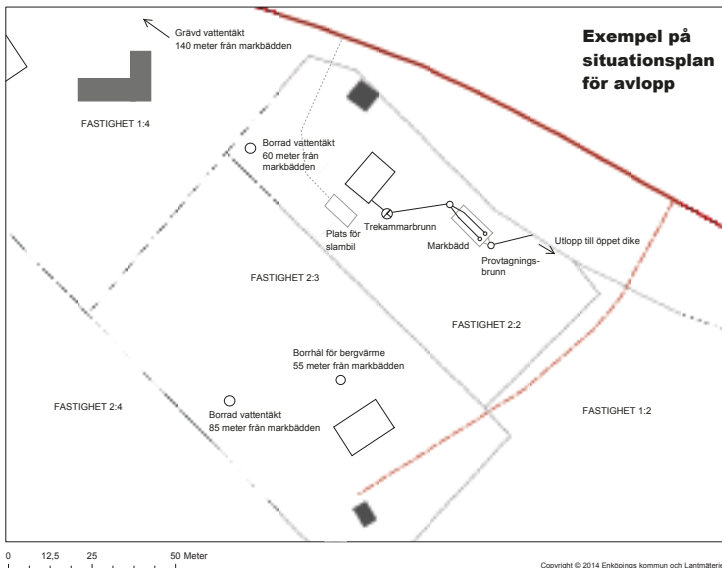 Grävd vattentäkt
140 meter från markbädden
Exempel på
situationsplan
för avlopp
FASTIGHET 1:4
Borrad vattentäkt
60 meter från
markbädden
Plats för
slambil
Trekammarbrunn
Markbädd
Utlopp till öppet dike
Provtagnings-
brunn
FASTIGHET 2:3
FASTIGHET 2:2
Borrhål för bergvärme
55 meter från markbädden
FASTIGHET 2:4
Borrad vattentäkt
85 meter från markbädden
FASTIGHET 1:2
0 12,5 25 50 Meter
Copyright © 2014 Enköpings kommun och Lantmäterie